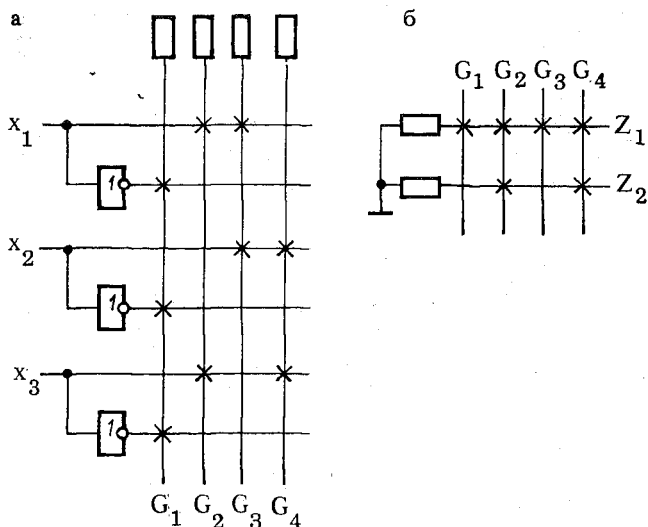 а
x₁
1
x₂
1
x₃
1
G₁ G₂ G₃ G₄
б
G₁ G₂ G₃ G₄
Z₁
Z₂